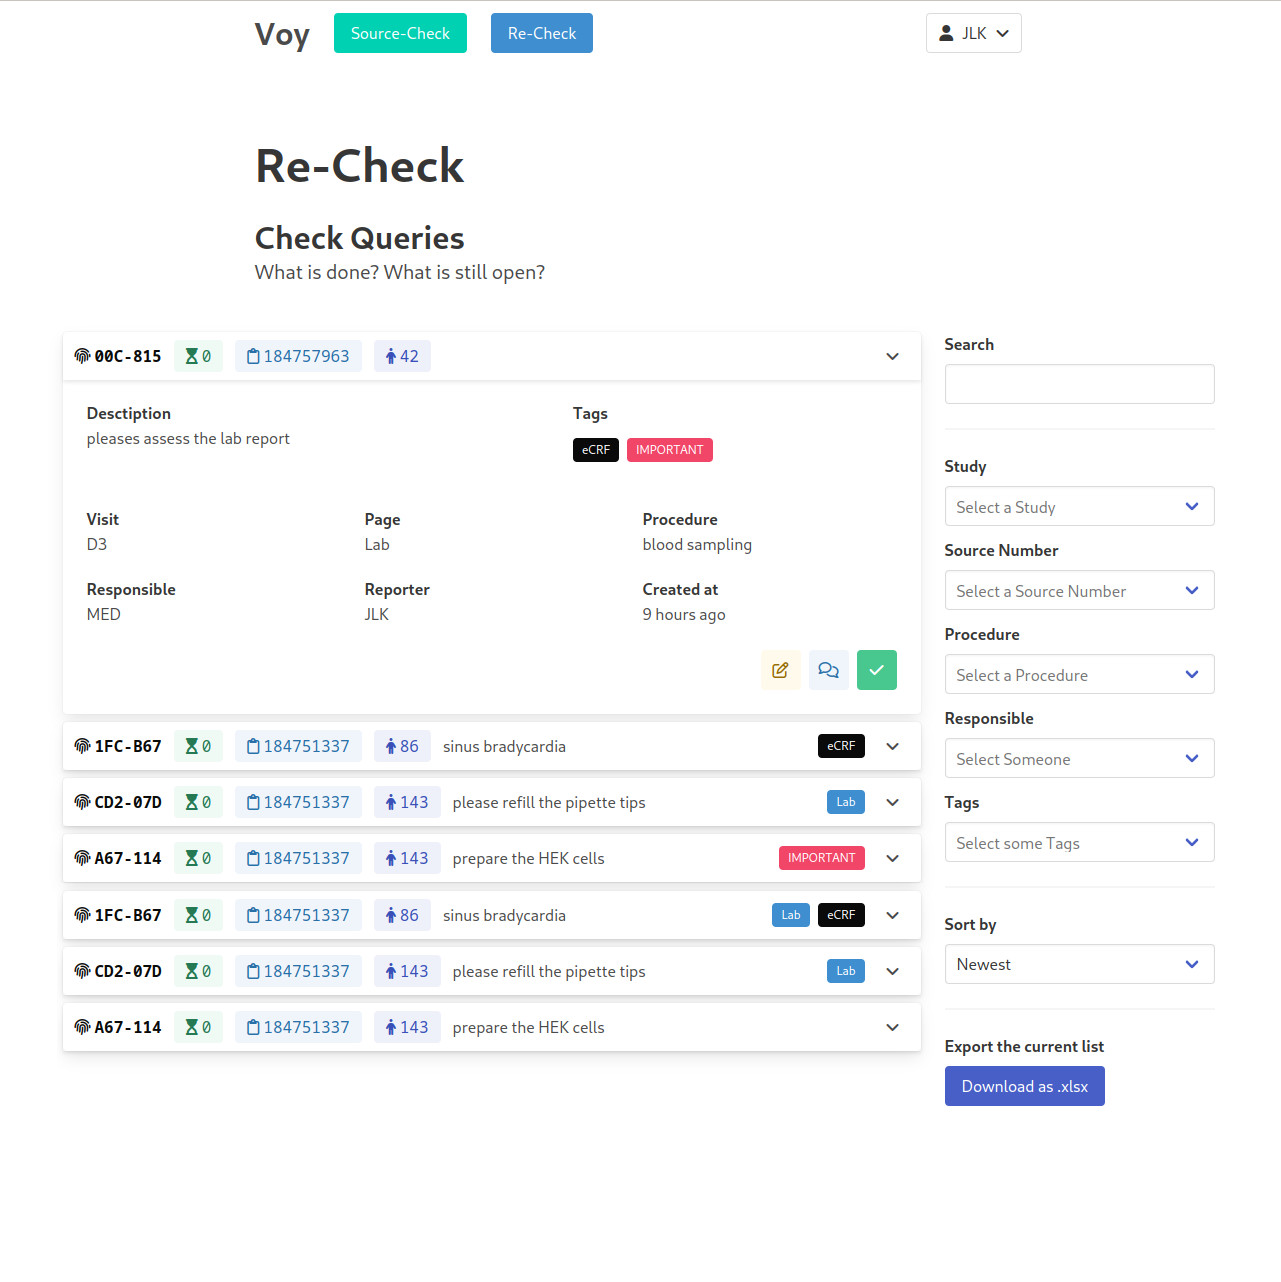 Voy Source-Check Re-Check JLK
Re-Check
Check Queries
What is done? What is still open?
00C-815 0 184757963 42
Desctiption
pleases assess the lab report
Tags
eCRF IMPORTANT
Visit
D3
Page
Lab
Procedure
blood sampling
Responsible
MED
Reporter
JLK
Created at
9 hours ago
1FC-B67 0 184751337 86 sinus bradycardia eCRF
CD2-07D 0 184751337 143 please refill the pipette tips Lab
A67-114 0 184751337 143 prepare the HEK cells IMPORTANT
1FC-B67 0 184751337 86 sinus bradycardia Lab eCRF
CD2-07D 0 184751337 143 please refill the pipette tips Lab
A67-114 0 184751337 143 prepare the HEK cells
Search
Study
Select a Study
Source Number
Select a Source Number
Procedure
Select a Procedure
Responsible
Select Someone
Tags
Select some Tags
Sort by
Newest
Export the current list
Download as .xlsx